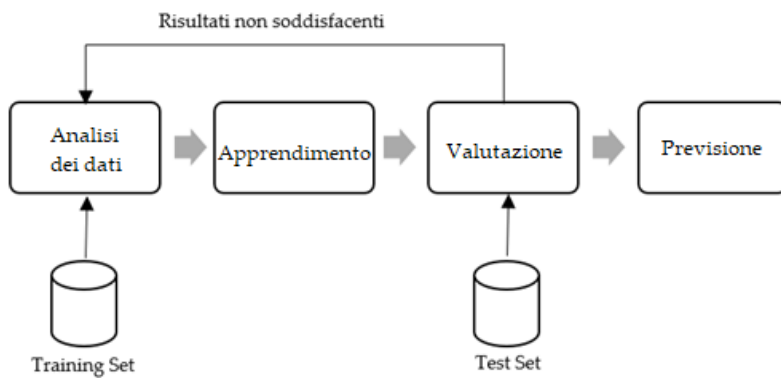 Risultati non soddisfacenti
Analisi
dei dati
Apprendimento
Valutazione
Previsione
Training Set
Test Set